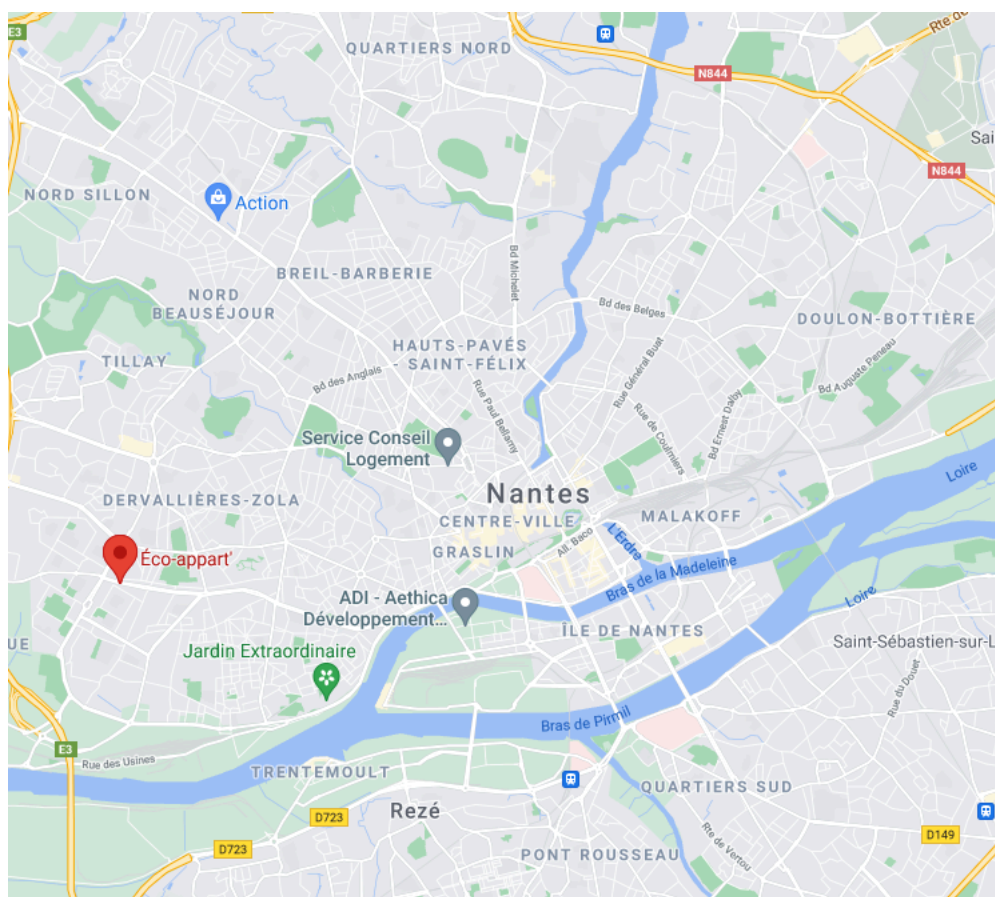 E3
QUARTIERS NORD
Rte de
N844
Sai
N844
NORD SILLON
Action
Bd Michelet
BREIL-BARBERIE
NORD
BEAUSÉJOUR
Bd des Belges
DOULON-BOTTIÈRE
HAUTS-PAVÉS
- SAINT-FÉLIX
TILLAY
Bd des Anglais
Rue Paul Bellamy
Rue Général Buat
Bd Auguste Peneau
Rue de Coulmiers
Bd Ernest Dalby
Service Conseil
Logement
Loire
Nantes
DERVALLIÈRES-ZOLA
CENTRE-VILLE
MALAKOFF
L'Erdre
All. Baco
GRASLIN
Éco-appart'
Bras de la Madeleine
ADI - Aethica
Développement...
Loire
ÎLE DE NANTES
UE
Saint-Sébastien-sur-L
Jardin Extraordinaire
Rue du Douet
Bras de Pirmil
E3
Rue des Usines
TRENTEMOULT
QUARTIERS SUD
Rezé
D723
D723
Rte de Vertou
D149
PONT ROUSSEAU